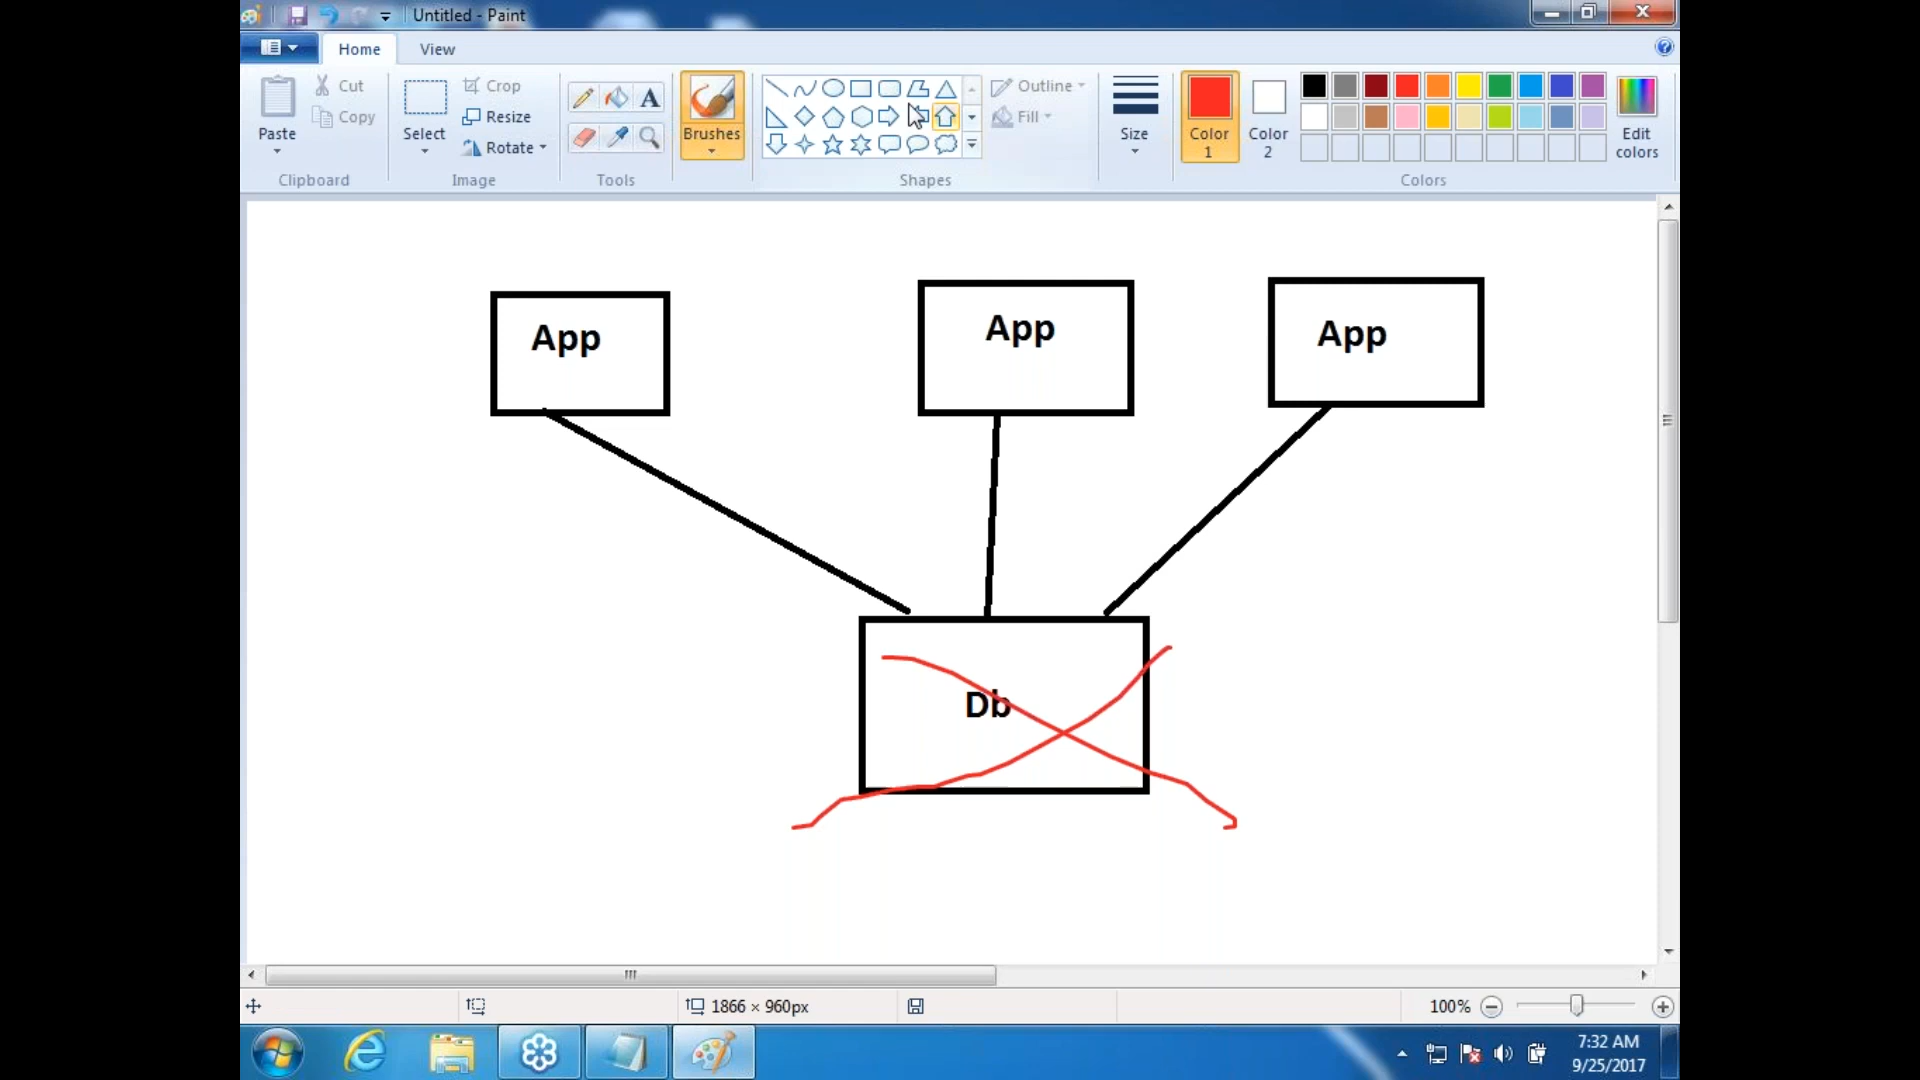 Untitled - Paint
Home View
Paste
Cut
Copy
Clipboard
Select
Crop
Resize
Rotate
Image
A
Tools
Brushes
Shapes
Outline
Fill
Size
Color 1
Color 2
Edit colors
Colors
App App App
Db
1866 × 960px
100%
7:32 AM
9/25/2017